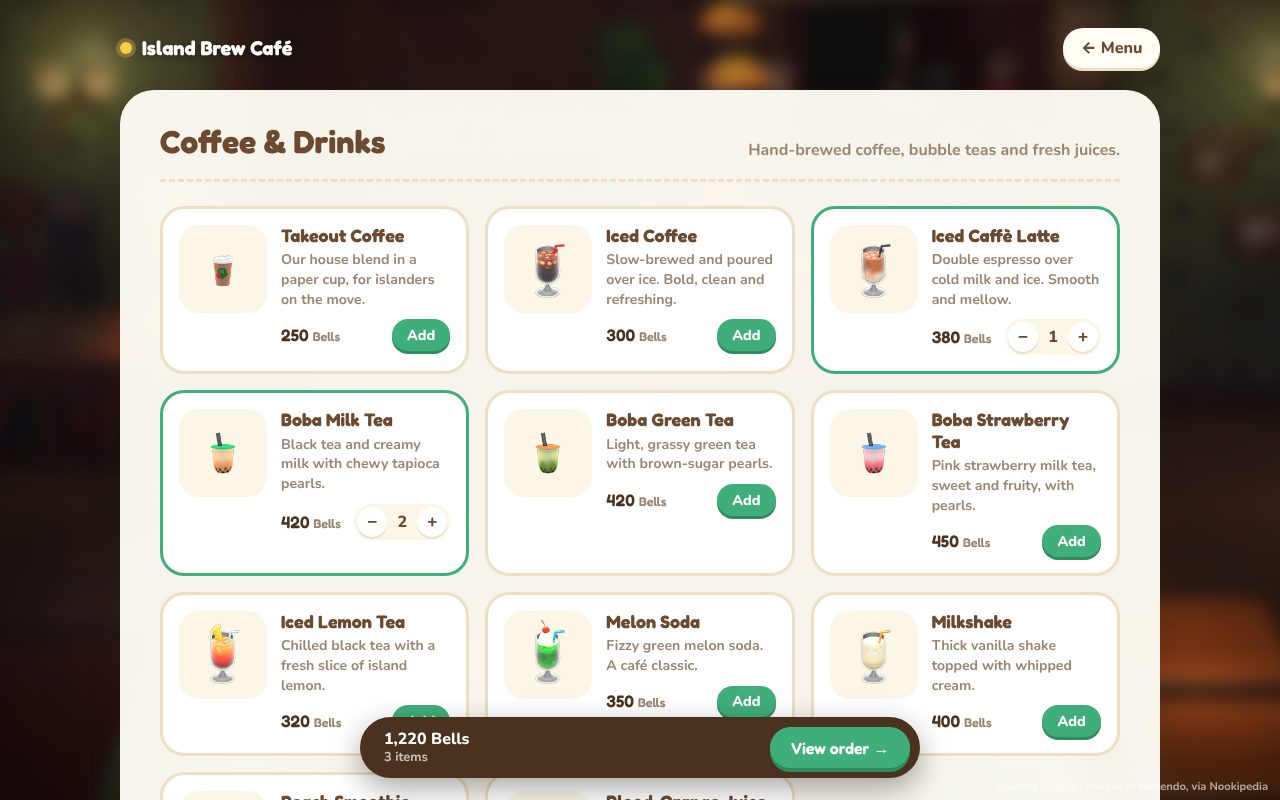 Island Brew Café
← Menu
Coffee & Drinks
Hand-brewed coffee, bubble teas and fresh juices.
Takeout Coffee
Our house blend in a
paper cup, for islanders
on the move.
250 Bells
Add
Iced Coffee
Slow-brewed and poured
over ice. Bold, clean and
refreshing.
300 Bells
Add
Iced Caffè Latte
Double espresso over
cold milk and ice. Smooth
and mellow.
380 Bells
− 1 +
Boba Milk Tea
Black tea and creamy
milk with chewy tapioca
pearls.
420 Bells
− 2 +
Boba Green Tea
Light, grassy green tea
with brown-sugar pearls.
420 Bells
Add
Boba Strawberry
Tea
Pink strawberry milk tea,
sweet and fruity, with
pearls.
450 Bells
Add
Iced Lemon Tea
Chilled black tea with a
fresh slice of island
lemon.
320 Bells
Melon Soda
Fizzy green melon soda.
A café classic.
350 Bells
Add
Milkshake
Thick vanilla shake
topped with whipped
cream.
400 Bells
Add
1,220 Bells
3 items
View order →
Student project · Images © Nintendo, via Nookipedia